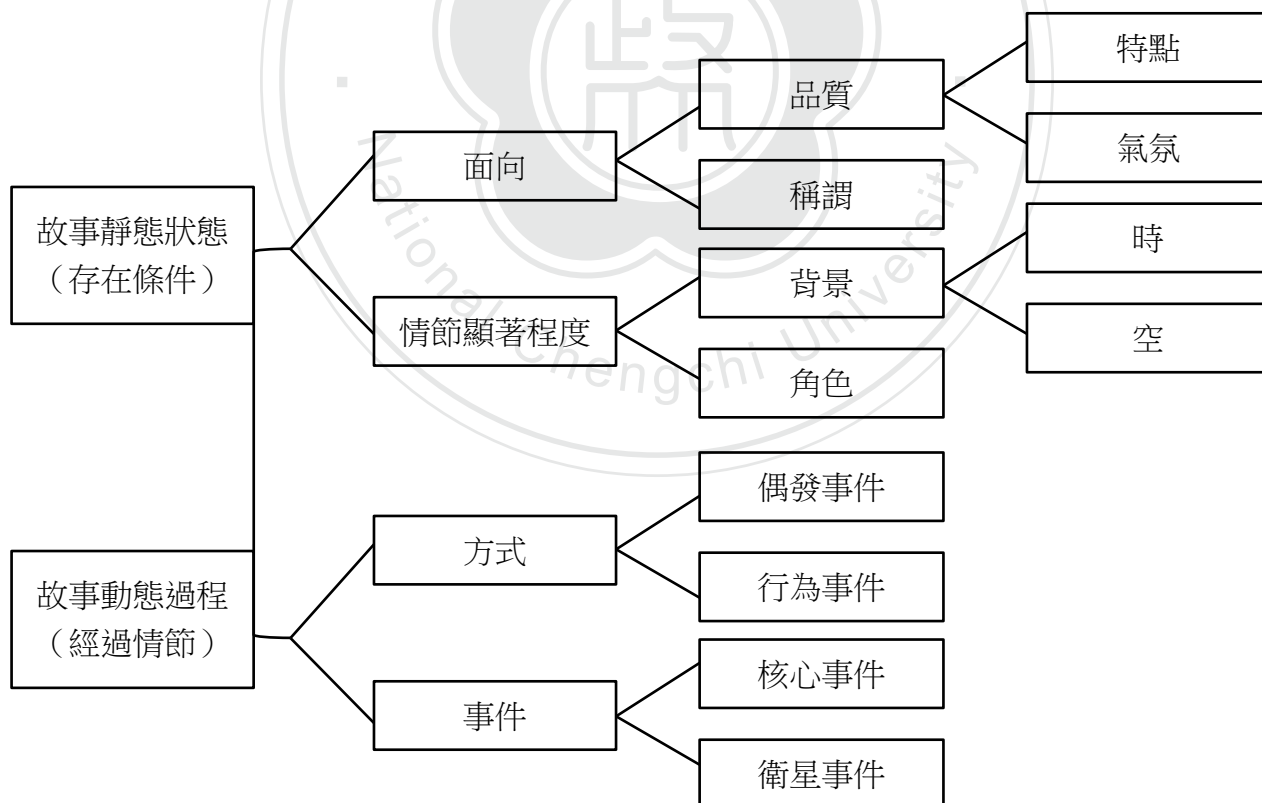 特點
品質
氣氛
面向
稱謂
故事靜態狀態
（存在條件）
時
背景
情節顯著程度
空
角色
偶發事件
方式
行為事件
故事動態過程
（經過情節）
核心事件
事件
衛星事件
National Chengchi University
政